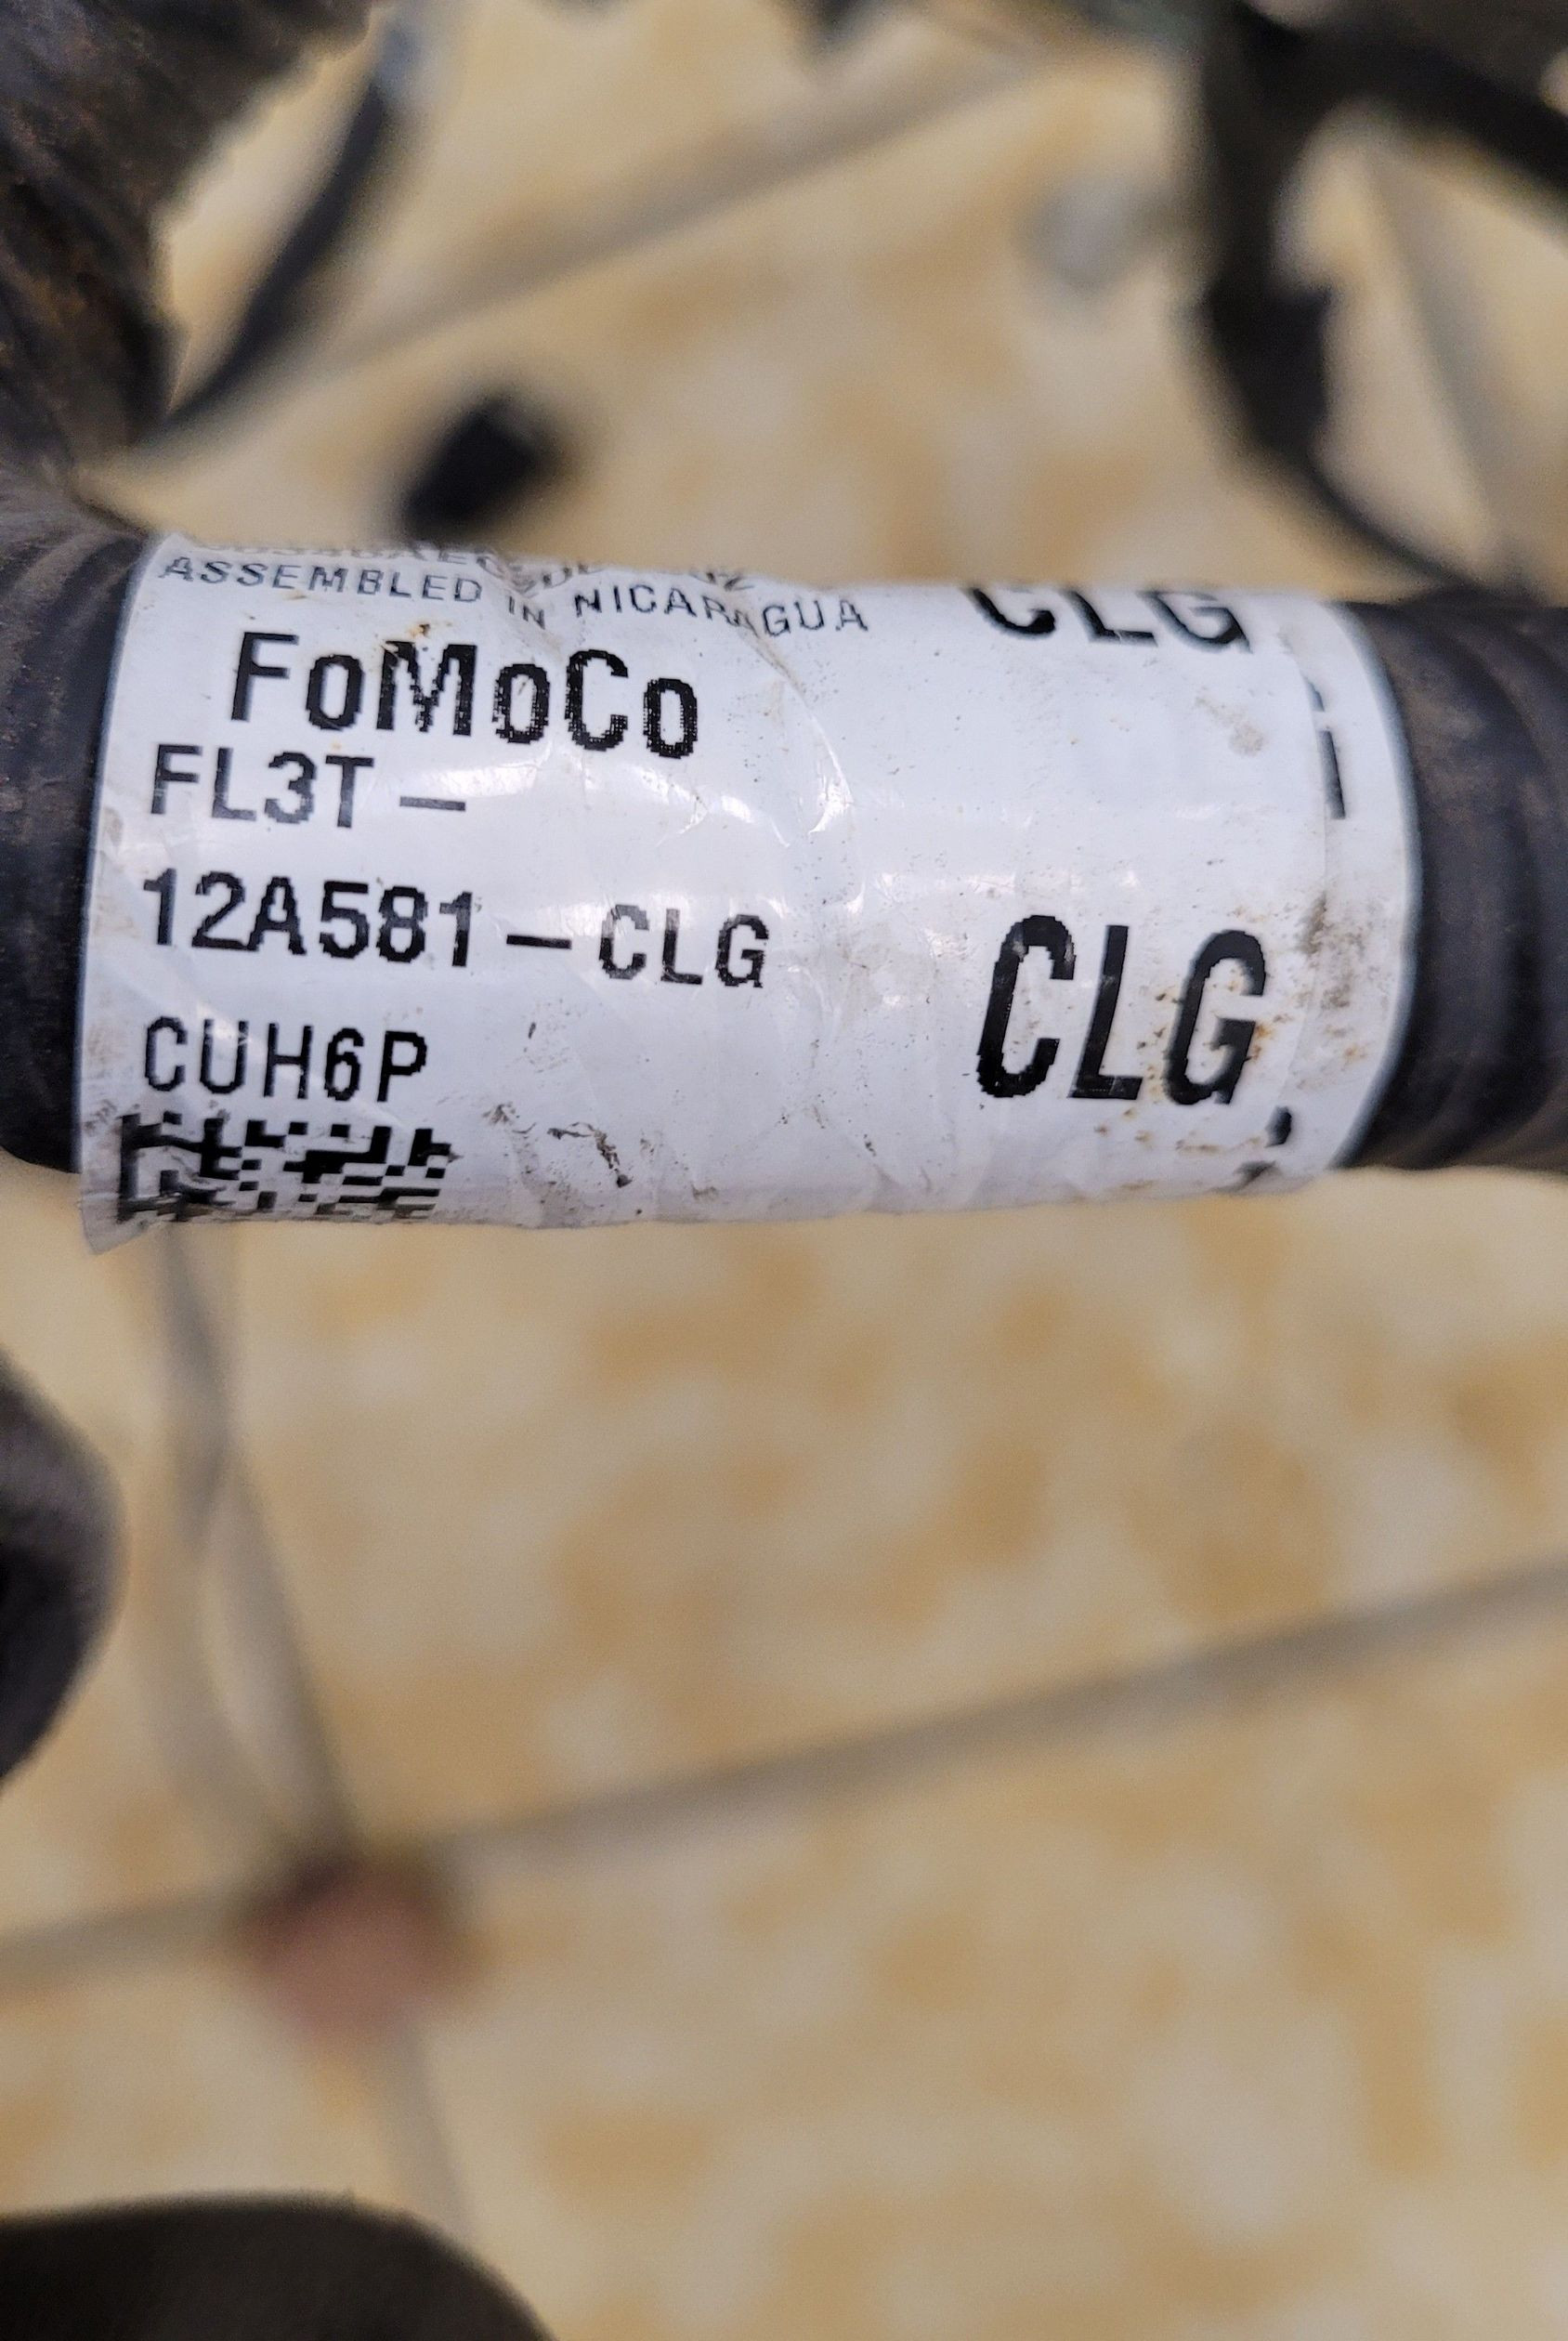 ASSEMBLED IN NICARAGUA
CLG
FoMoCo
FL3T-
12A581-CLG
CLG
CUH6P